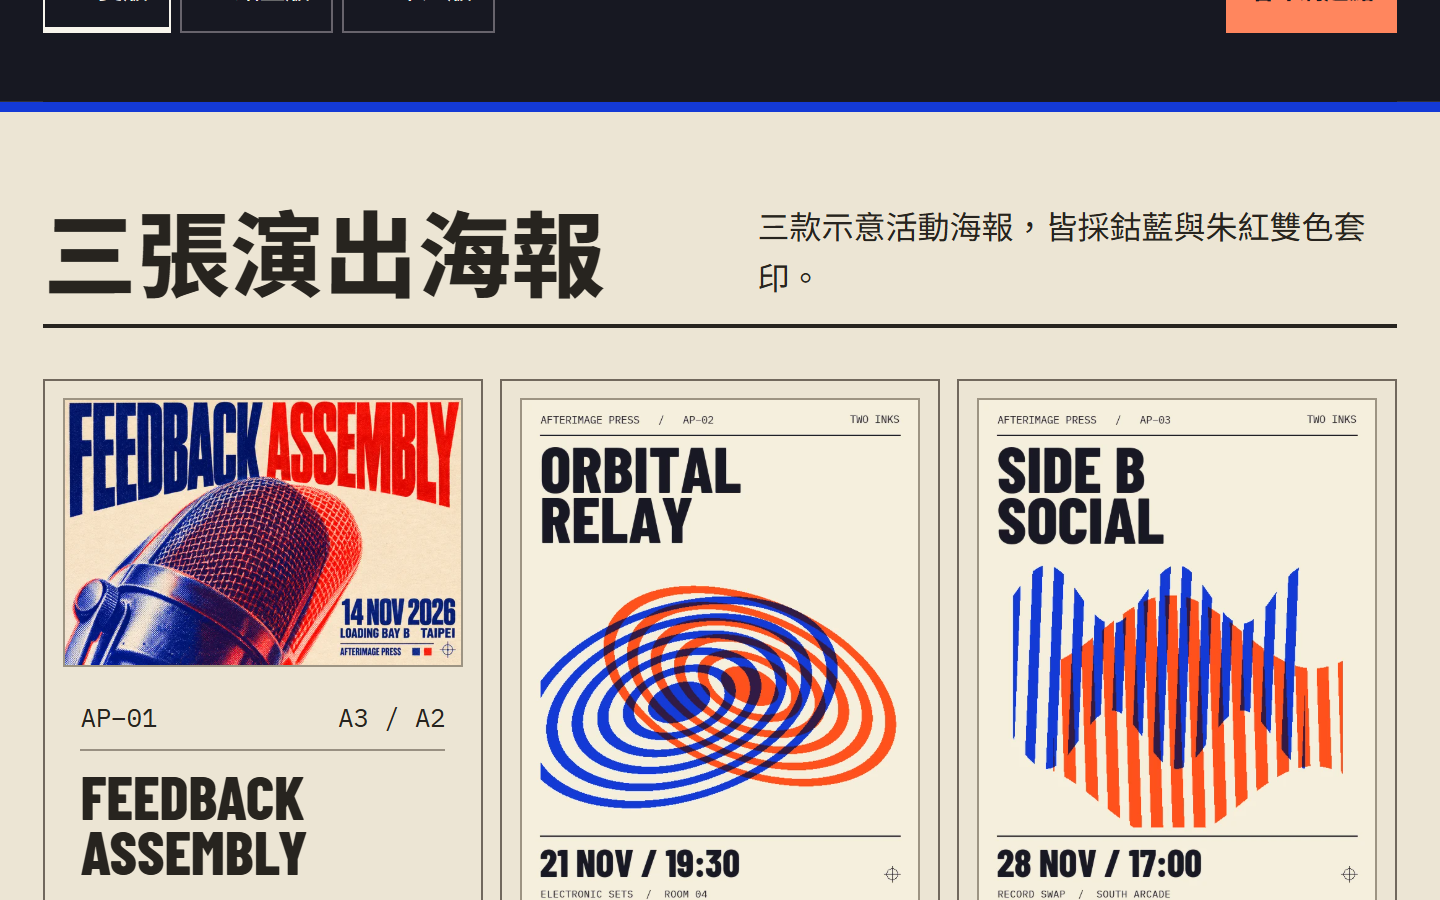 三張演出海報
三款示意活動海報，皆採鈷藍與朱紅雙色套
印。
FEEDBACK ASSEMBLY
14 NOV 2026
LOADING BAY B TAIPEI
AFTERIMAGE PRESS
AP-01 A3 / A2
FEEDBACK
ASSEMBLY
AFTERIMAGE PRESS / AP-02 TWO INKS
ORBITAL
RELAY
21 NOV / 19:30
ELECTRONIC SETS / ROOM 04
AFTERIMAGE PRESS / AP-03 TWO INKS
SIDE B
SOCIAL
28 NOV / 17:00
RECORD SWAP / SOUTH ARCADE